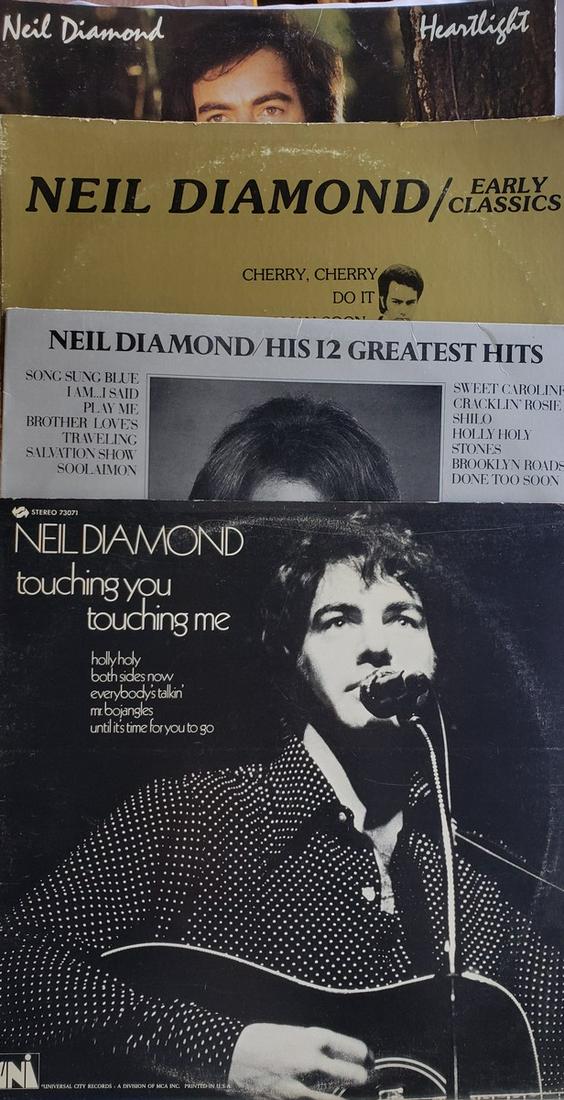 Neil Diamond Heartlight
NEIL DIAMOND/EARLY CLASSICS
CHERRY, CHERRY
DO IT
NEIL DIAMOND/HIS 12 GREATEST HITS
SONG SUNG BLUE
I AM...I SAID
PLAY ME
BROTHER LOVE'S
TRAVELING
SALVATION SHOW
SOOLAIMON
SWEET CAROLINE
CRACKLIN' ROSIE
SHILO
HOLLY HOLY
STONES
BROOKLYN ROADS
DONE TOO SOON
STEREO 73071
NEIL DIAMOND
touching you
touching me
holly holy
both sides now
everybody's talkin'
mr. bojangles
until it's time for you to go
UNI
UNIVERSAL CITY RECORDS - A DIVISION OF MCA INC. PRINTED IN U.S.A.